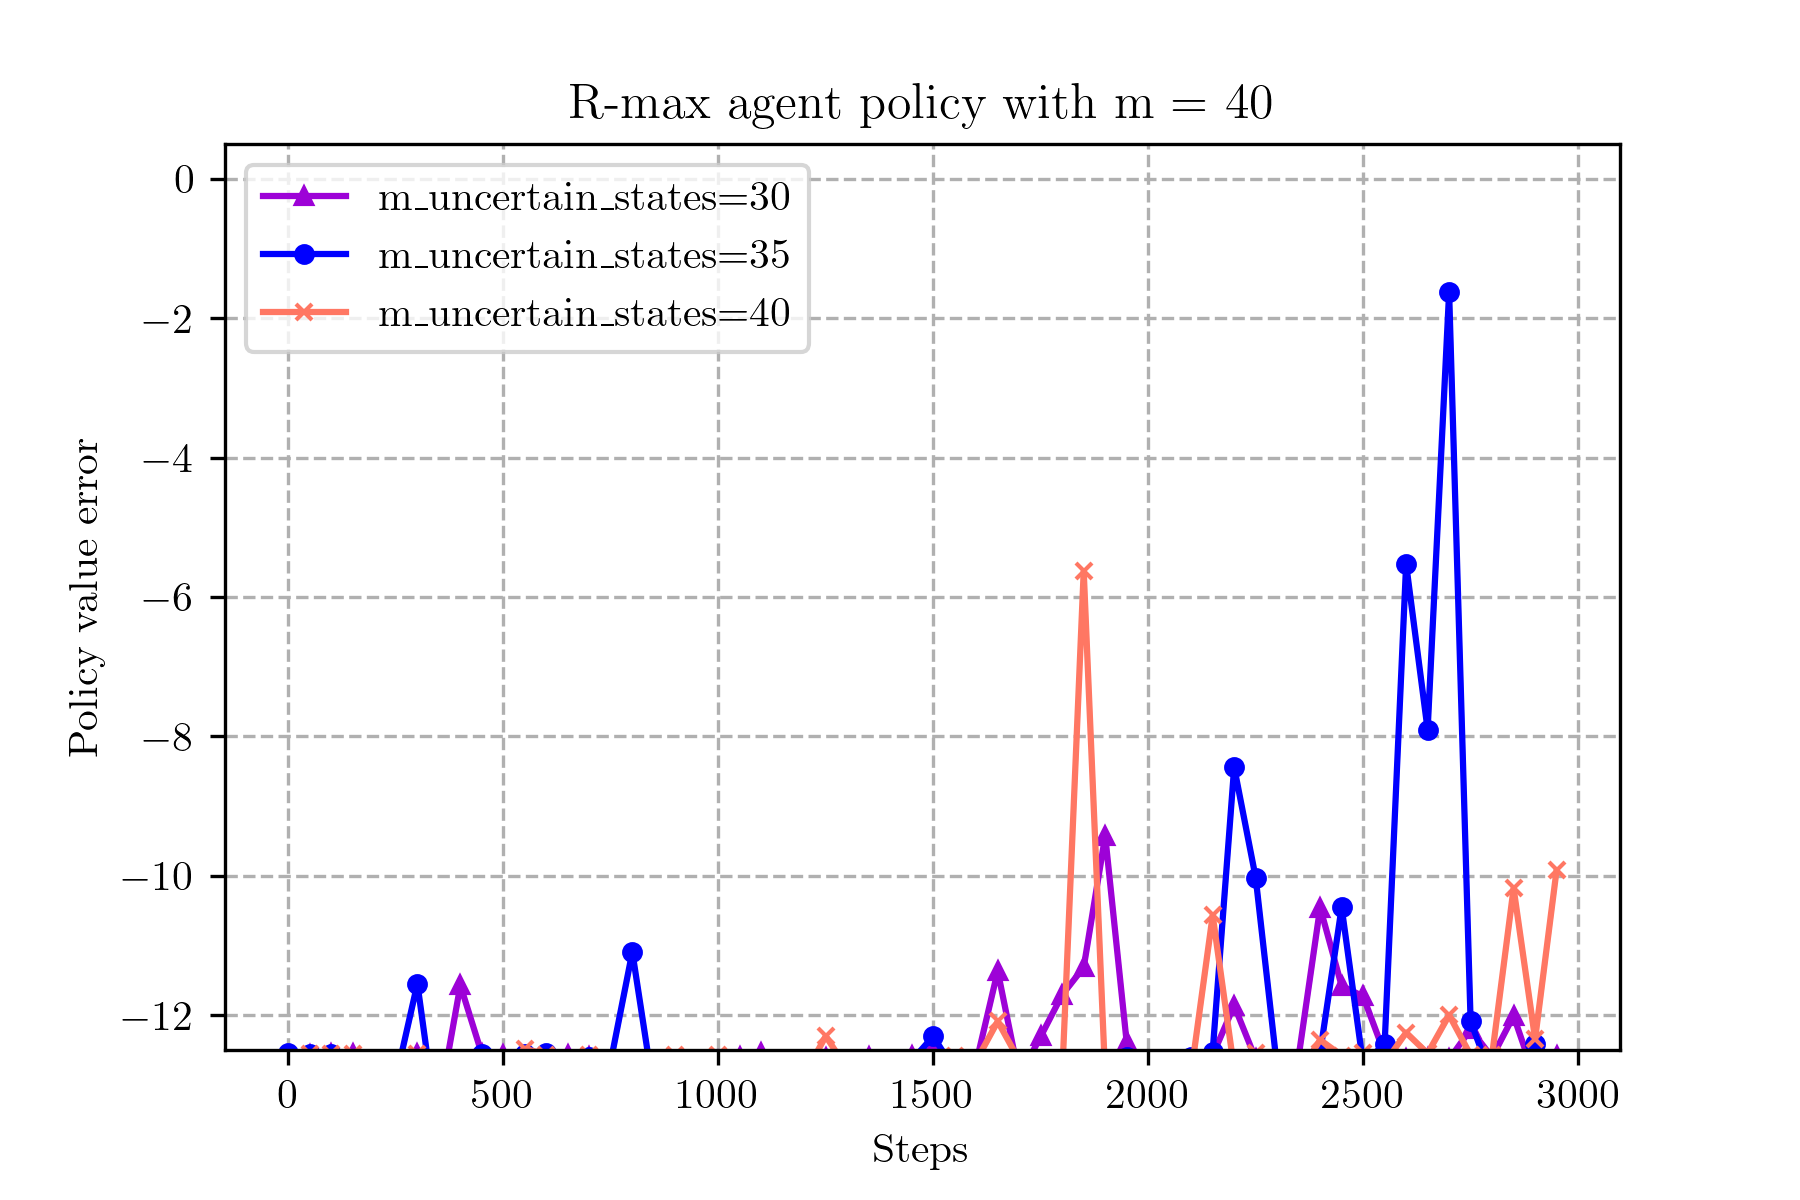 R-max agent policy with m = 40
m_uncertain_states=30
m_uncertain_states=35
m_uncertain_states=40
Policy value error
0
−2
−4
−6
−8
−10
−12
0 500 1000 1500 2000 2500 3000
Steps